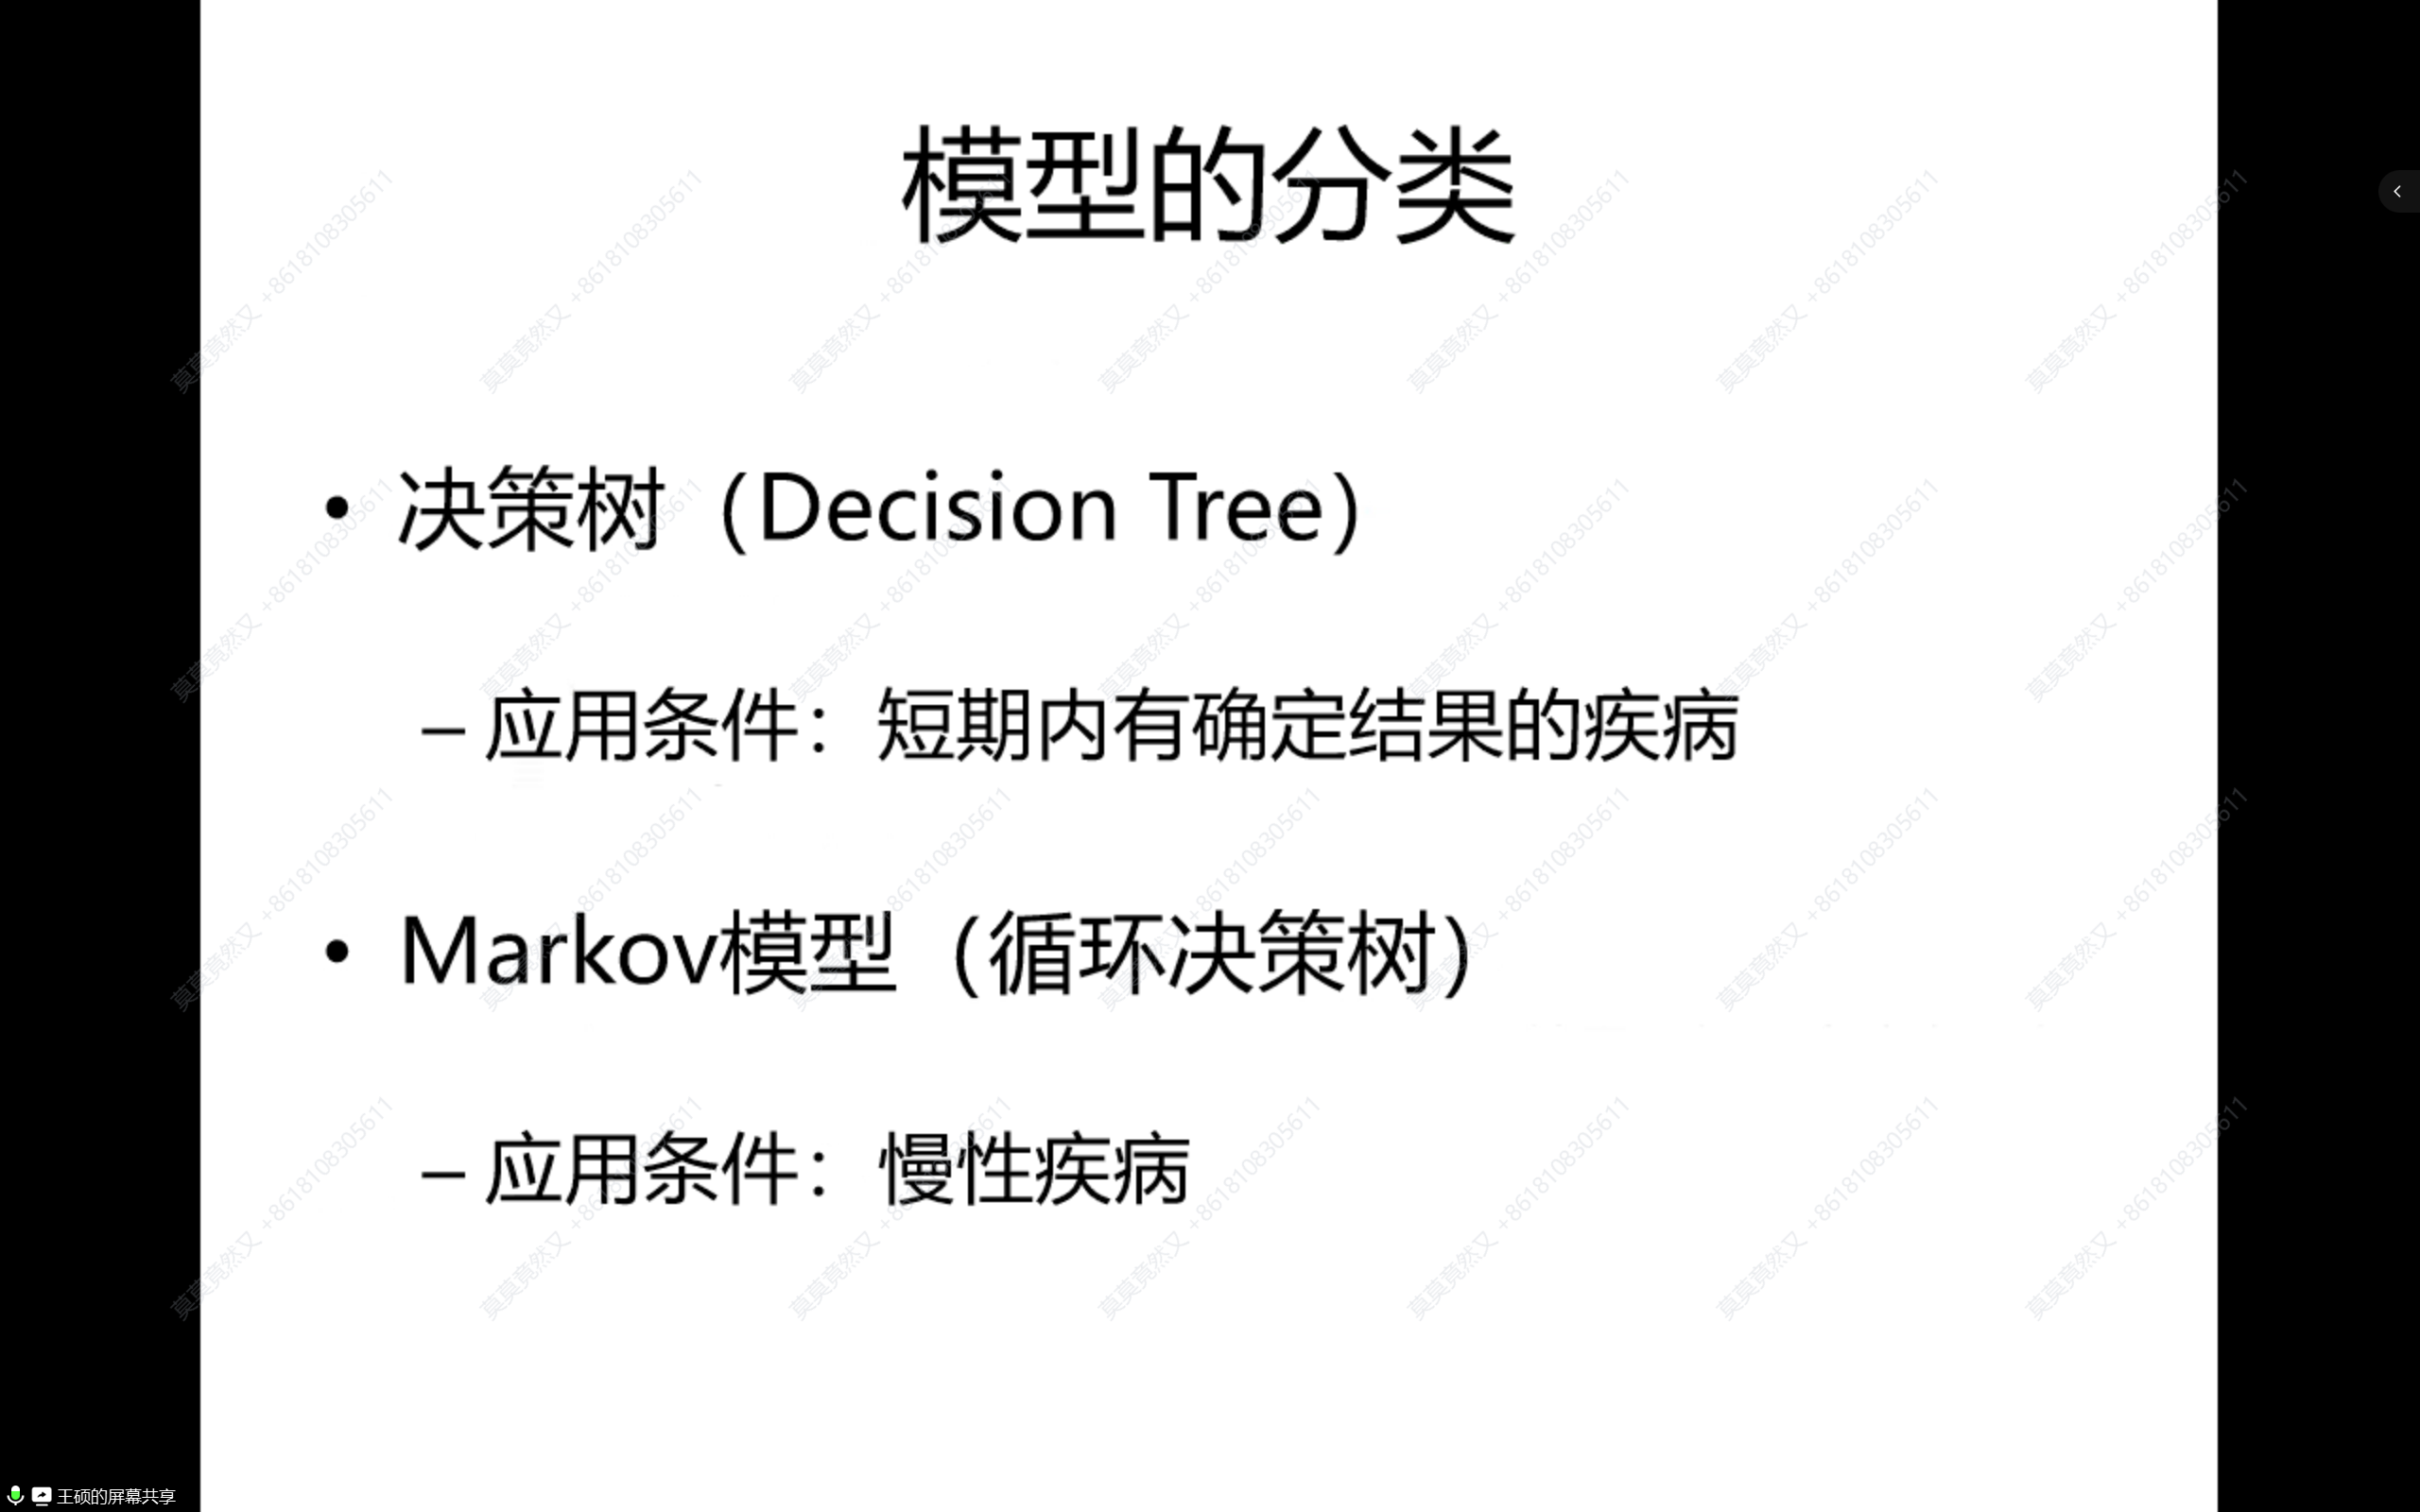 模型的分类
• 决策树（Decision Tree）
– 应用条件：短期内有确定结果的疾病
• Markov模型（循环决策树）
– 应用条件：慢性疾病
莫莫竟然又 +8618108305611
王硕的屏幕共享